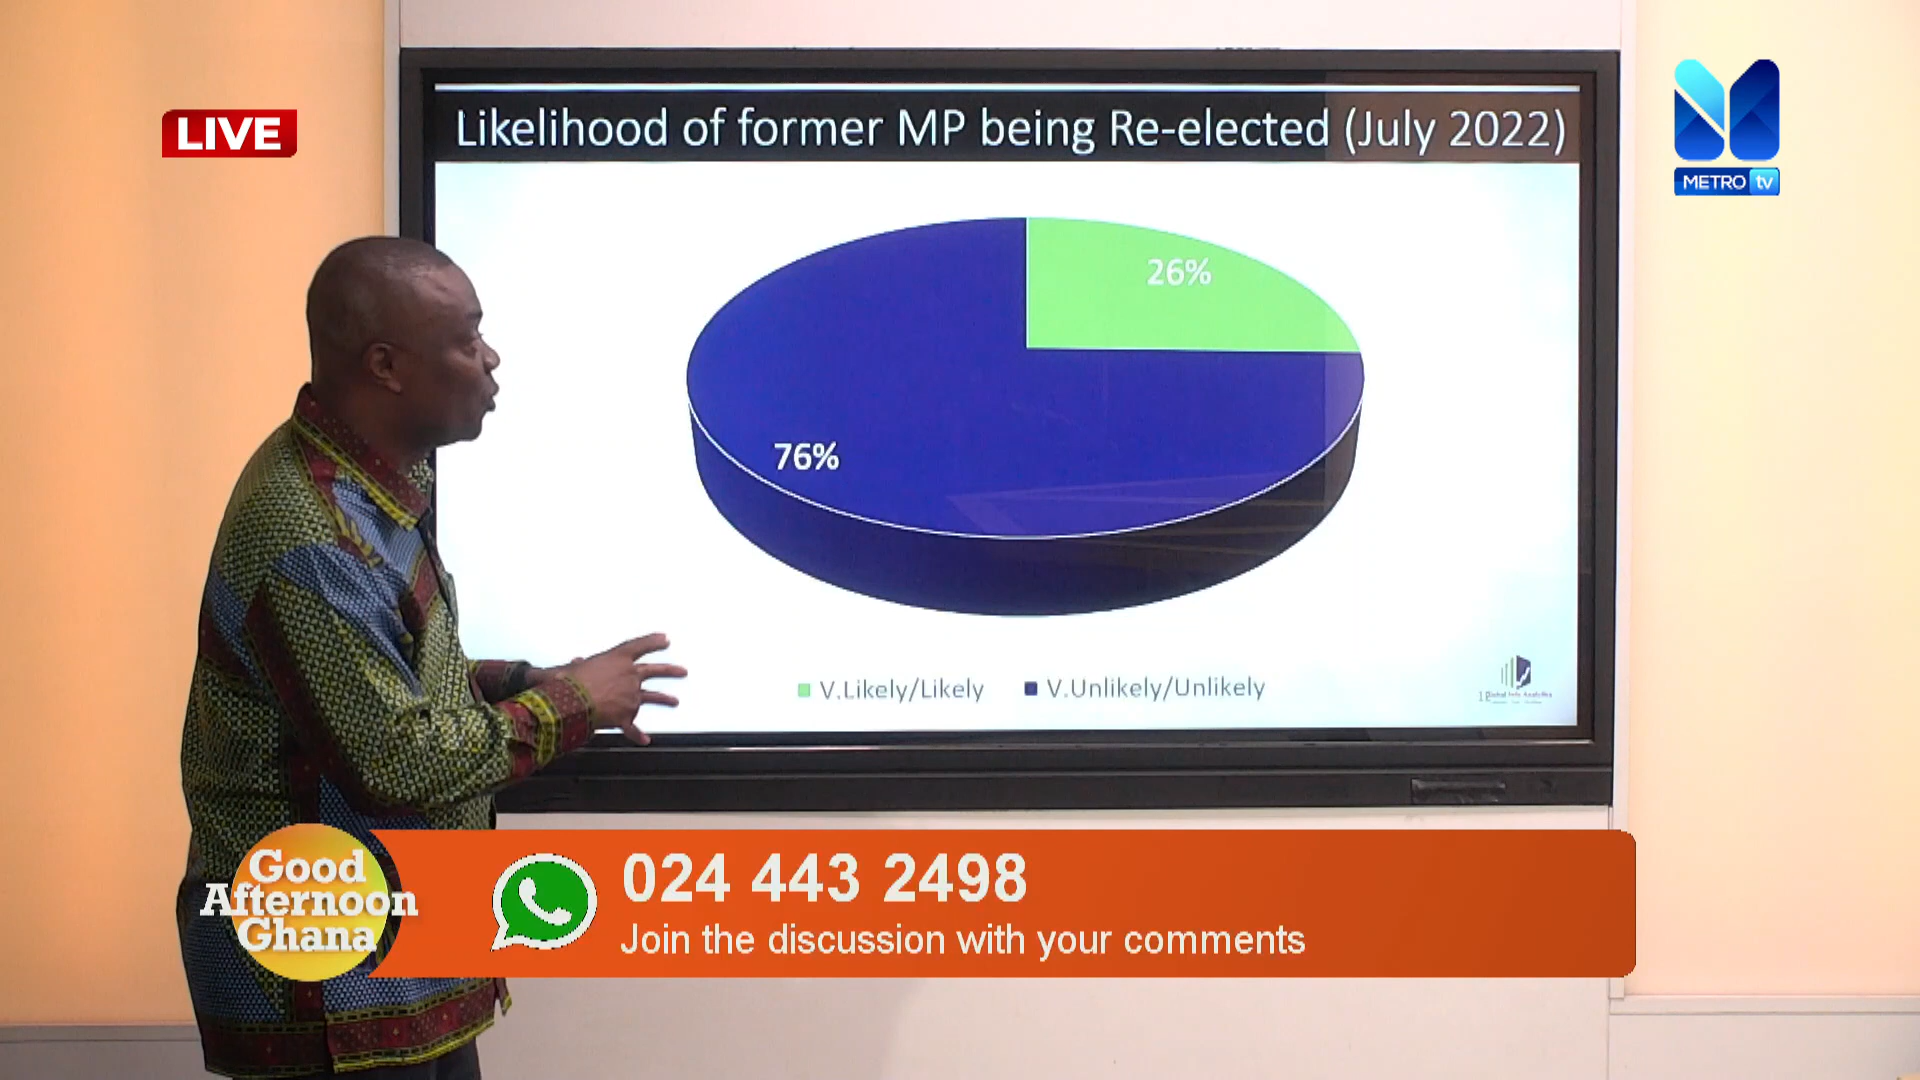 LIVE
Likelihood of former MP being Re-elected (July 2022)
METRO tv
26%
76%
V.Likely/Likely
V.Unlikely/Unlikely
Good
Afternoon
Ghana
024 443 2498
Join the discussion with your comments